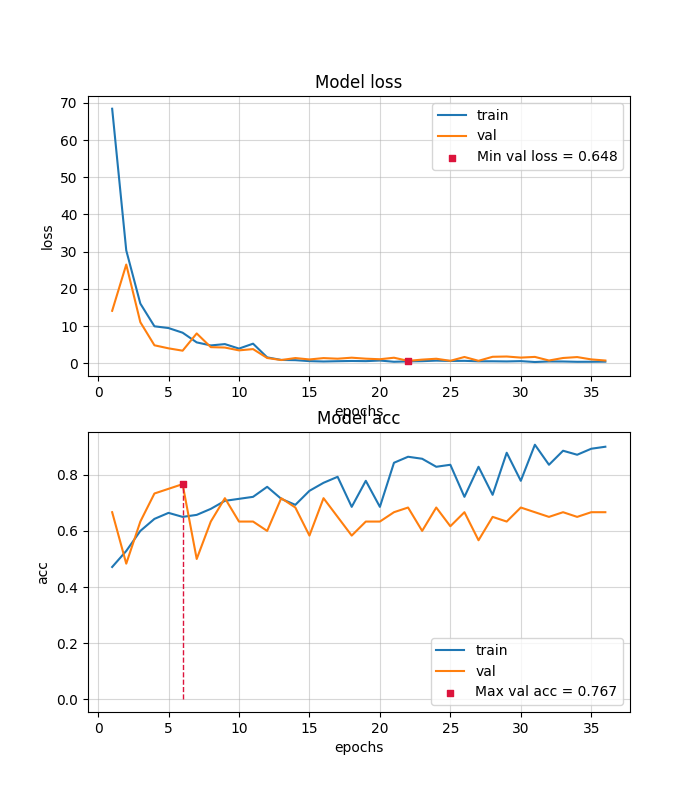 Model loss
70
60
50
40
30
20
10
0
loss
train
val
Min val loss = 0.648
0 5 10 15 20 25 30 35
epochs
Model acc
0.8
0.6
0.4
0.2
0.0
acc
train
val
Max val acc = 0.767
0 5 10 15 20 25 30 35
epochs